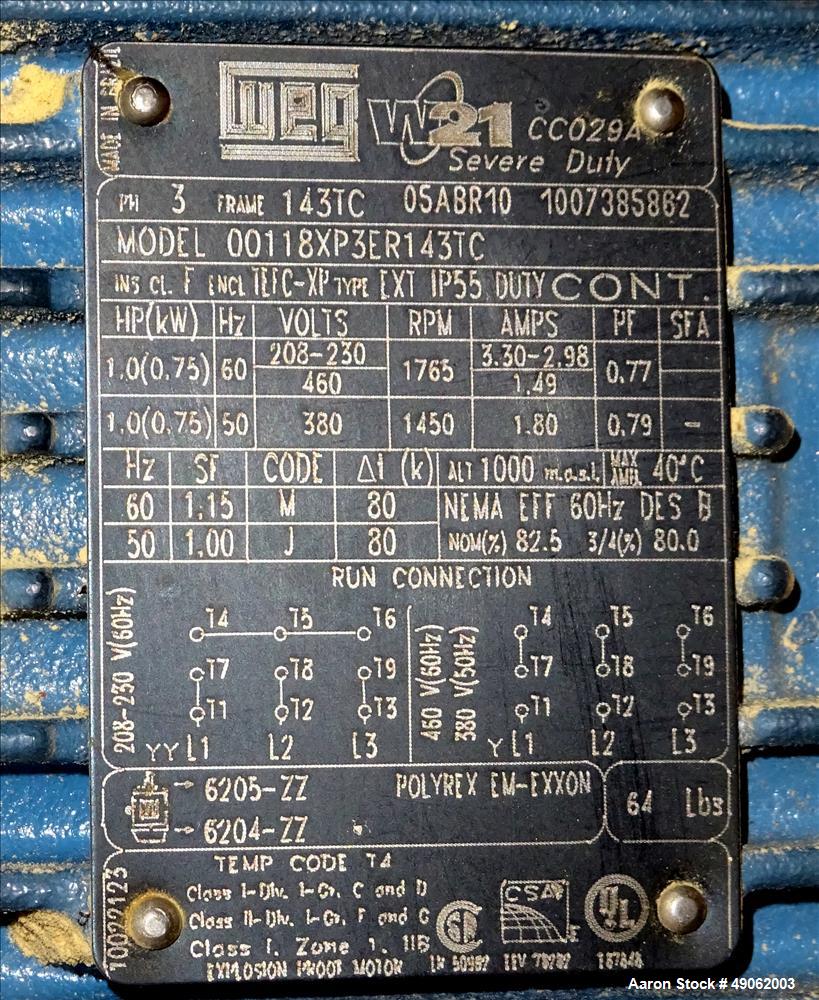 MADE IN BRAZIL
WEG W21 CC029A
Severe Duty
PH 3 FRAME 143TC 05ABR10 1007385862
MODEL 00118XP3ER143TC
INS CL. F ENCL TEFC-XP TYPE EXT IP55 DUTY CONT.
HP(kW) Hz VOLTS RPM AMPS PF SFA
1.0(0.75) 60 208-230 1765 3.30-2.98 0.77
460 1.49
1.0(0.75) 50 380 1450 1.80 0.79 -
Hz SF CODE Δt (k) ALT 1000 m.a.s.l. MAX AMB. 40°C
60 1.15 M 80 NEMA EFF 60Hz DES B
50 1.00 J 80 NOM(%) 82.5 3/4(%) 80.0
RUN CONNECTION
208-230 V(60Hz)
T4 T5 T6
T7 T8 T9
T1 T2 T3
YY L1 L2 L3
460 V(60Hz)
380 V(50Hz)
T4 T5 T6
T7 T8 T9
T1 T2 T3
Y L1 L2 L3
6205-ZZ POLYREX EM-EXXON
6204-ZZ
64 Lbs
TEMP CODE T4
Class I-Div. I-Gr. C and D
Class II-Div. I-Gr. F and G
Class I, Zone 1, IIB
EXPLOSION PROOF MOTOR
SA
CSA
E
UL
Aaron Stock # 49062003